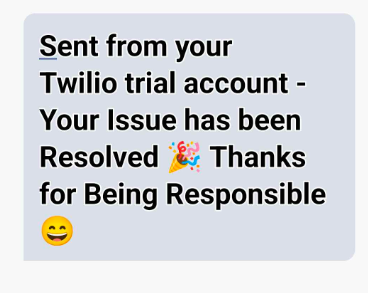 Sent from your
Twilio trial account -
Your Issue has been
Resolved 🎉 Thanks
for Being Responsible
😄